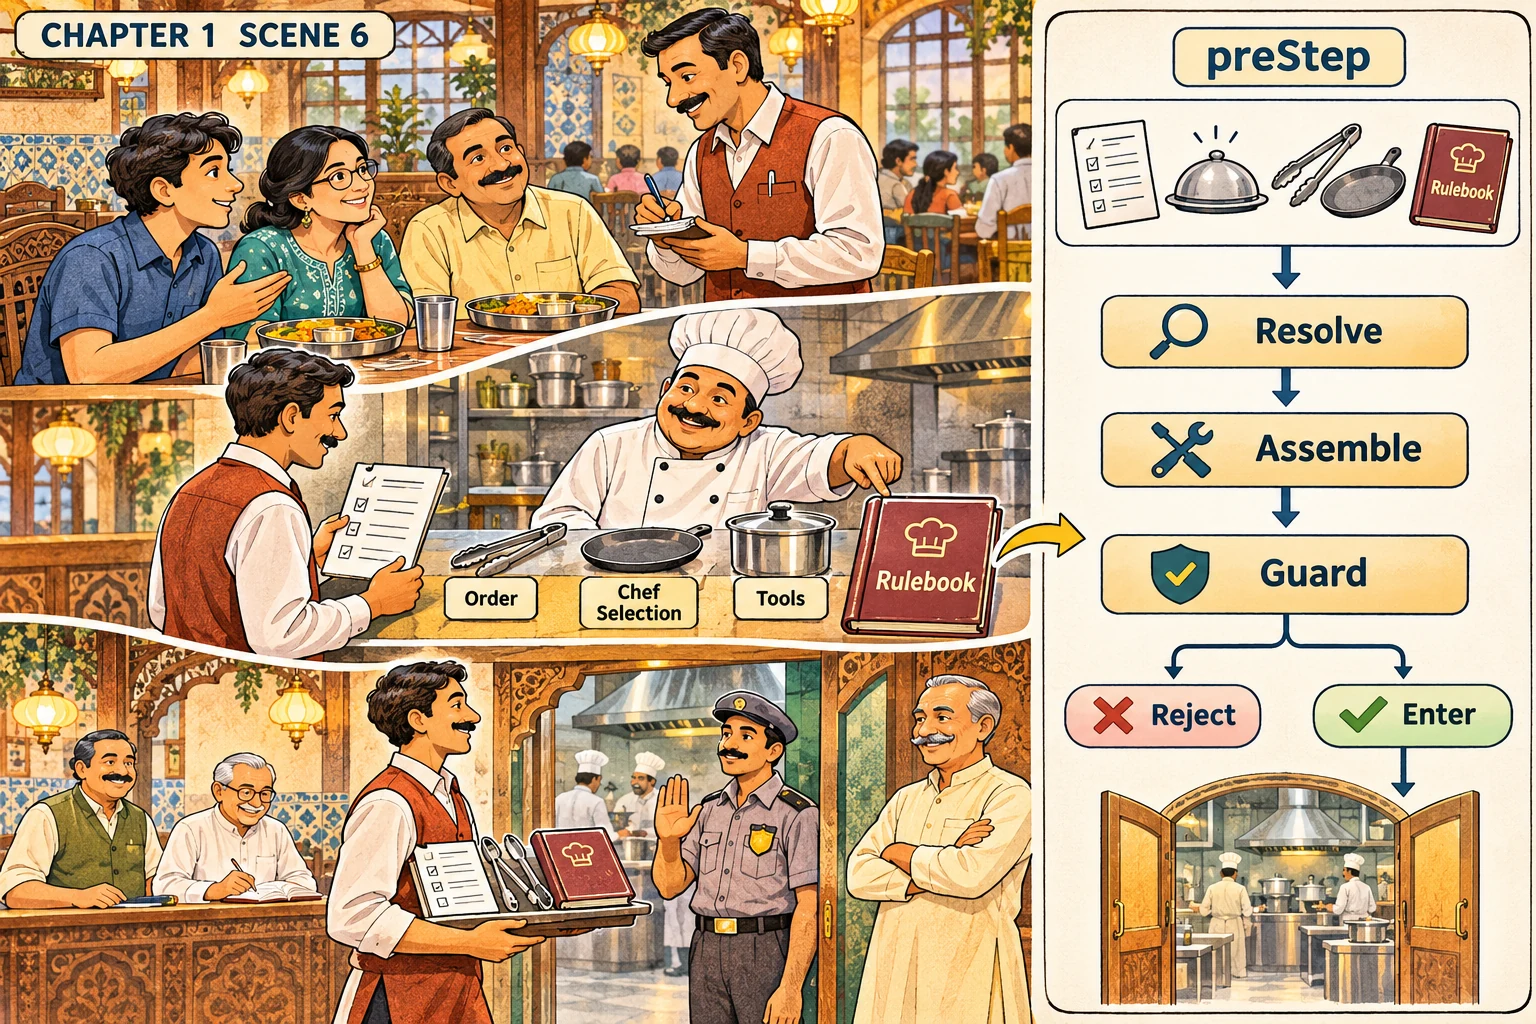 CHAPTER 1 SCENE 6
Order
Chef
Selection
Tools
Rulebook
preStep
Rulebook
Resolve
Assemble
Guard
Reject
Enter